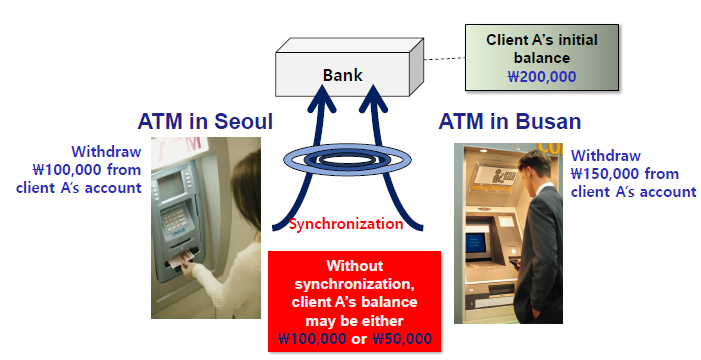 Client A's initial
balance
₩200,000
Bank
ATM in Seoul
ATM in Busan
Withdraw
₩100,000 from
client A's account
Withdraw
₩150,000 from
client A's account
Synchronization
Without
synchronization,
client A's balance
may be either
₩100,000 or ₩50,000